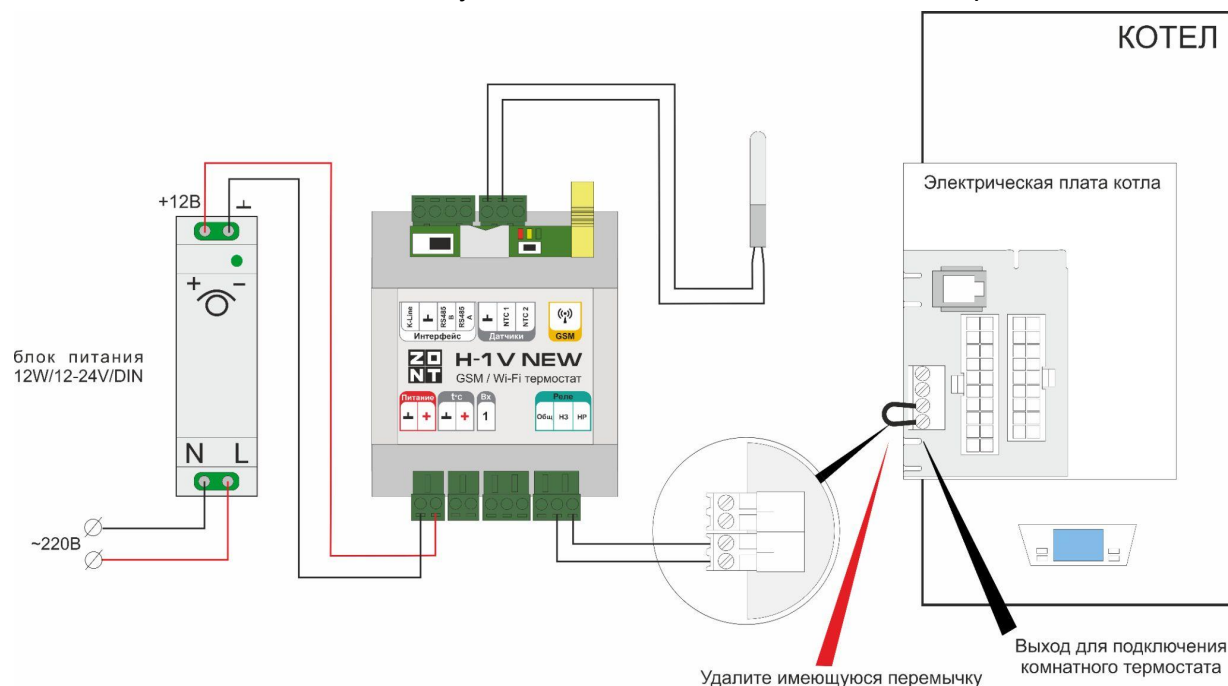 КОТЕЛ
Электрическая плата котла
+12В
+ -
блок питания
12W/12-24V/DIN
N L
~220В
K-Line
RS485 B
RS485 A
NTC 1
NTC 2
Интерфейс
Датчики
GSM
ZONT
H-1V NEW
GSM / Wi-Fi термостат
Питание
t°C
Вх
Реле
+
+
1
Общ
НЗ
НР
Выход для подключения
комнатного термостата
Удалите имеющуюся перемычку